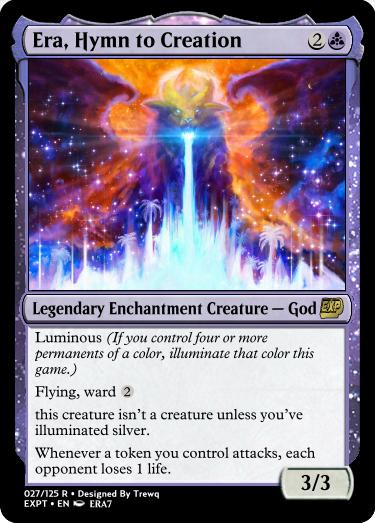 Era, Hymn to Creation 2
Legendary Enchantment Creature — God EXP
Luminous (If you control four or more
permanents of a color, illuminate that color this
game.)
Flying, ward 2
this creature isn't a creature unless you've
illuminated silver.
Whenever a token you control attacks, each
opponent loses 1 life.
3/3
027/125 R • Designed By Trewq
EXPT • EN ERA7